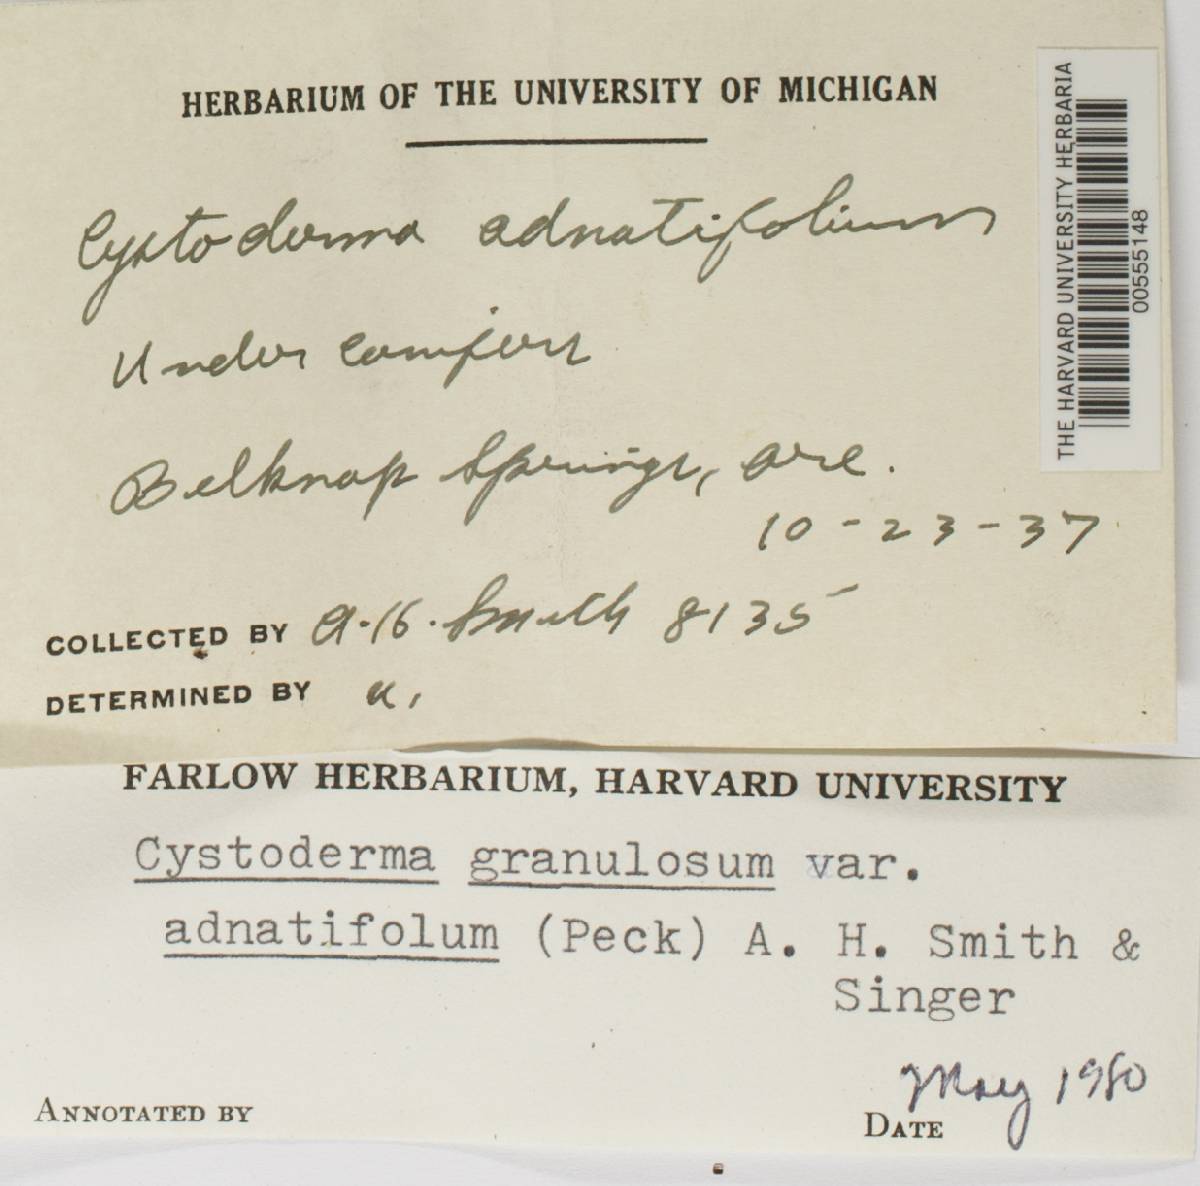 HERBARIUM OF THE UNIVERSITY OF MICHIGAN
Cystoderma adnatifolium
Under conifers
Belknap Springs, Ore.
10-23-37
COLLECTED BY A. H. Smith 8135
DETERMINED BY
THE HARVARD UNIVERSITY HERBARIA
00555148
FARLOW HERBARIUM, HARVARD UNIVERSITY
Cystoderma granulosum var.
adnatifolum (Peck) A. H. Smith &
Singer
May 1980
ANNOTATED BY
DATE